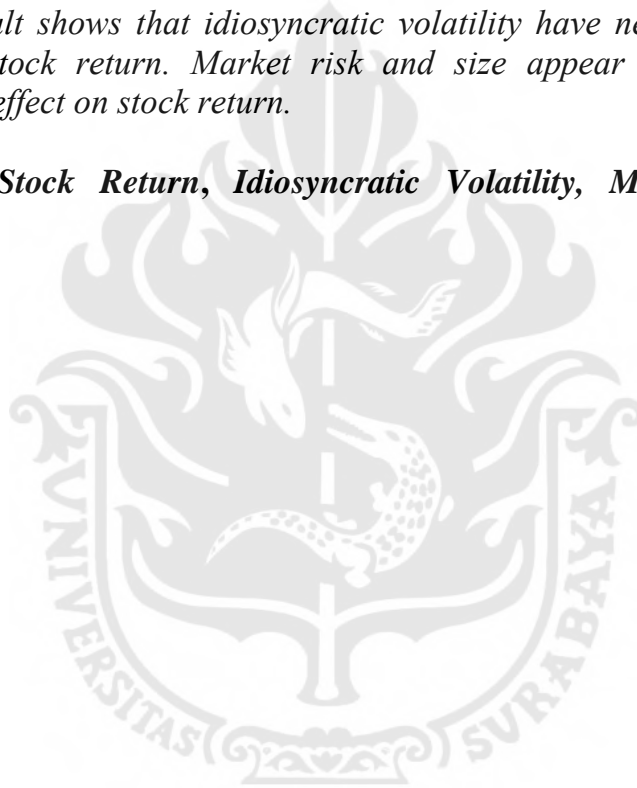 ult shows that idiosyncratic volatility have ne
tock return. Market risk and size appear
effect on stock return.
Stock Return, Idiosyncratic Volatility, M
UNIVERSITAS SURABAYA